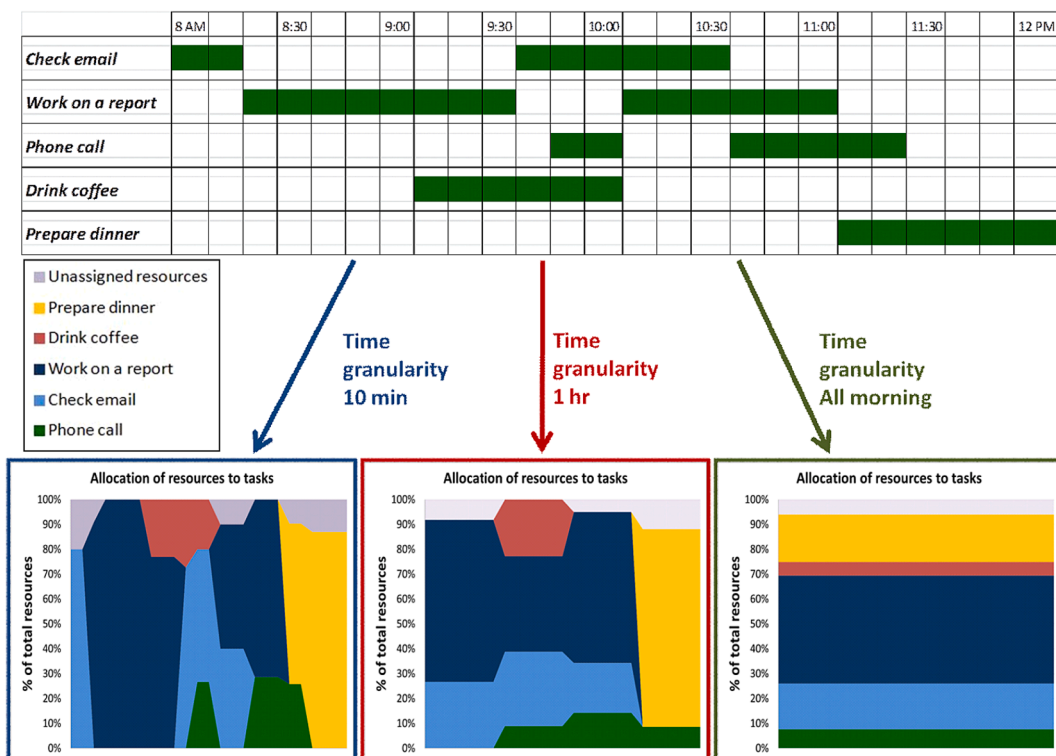 8 AM 8:30 9:00 9:30 10:00 10:30 11:00 11:30 12 PM
Check email
Work on a report
Phone call
Drink coffee
Prepare dinner
Unassigned resources
Prepare dinner
Drink coffee
Work on a report
Check email
Phone call
Time
granularity
10 min
Time
granularity
1 hr
Time
granularity
All morning
Allocation of resources to tasks
% of total resources
100%
90%
80%
70%
60%
50%
40%
30%
20%
10%
0%
Allocation of resources to tasks
% of total resources
100%
90%
80%
70%
60%
50%
40%
30%
20%
10%
0%
Allocation of resources to tasks
% of total resources
100%
90%
80%
70%
60%
50%
40%
30%
20%
10%
0%